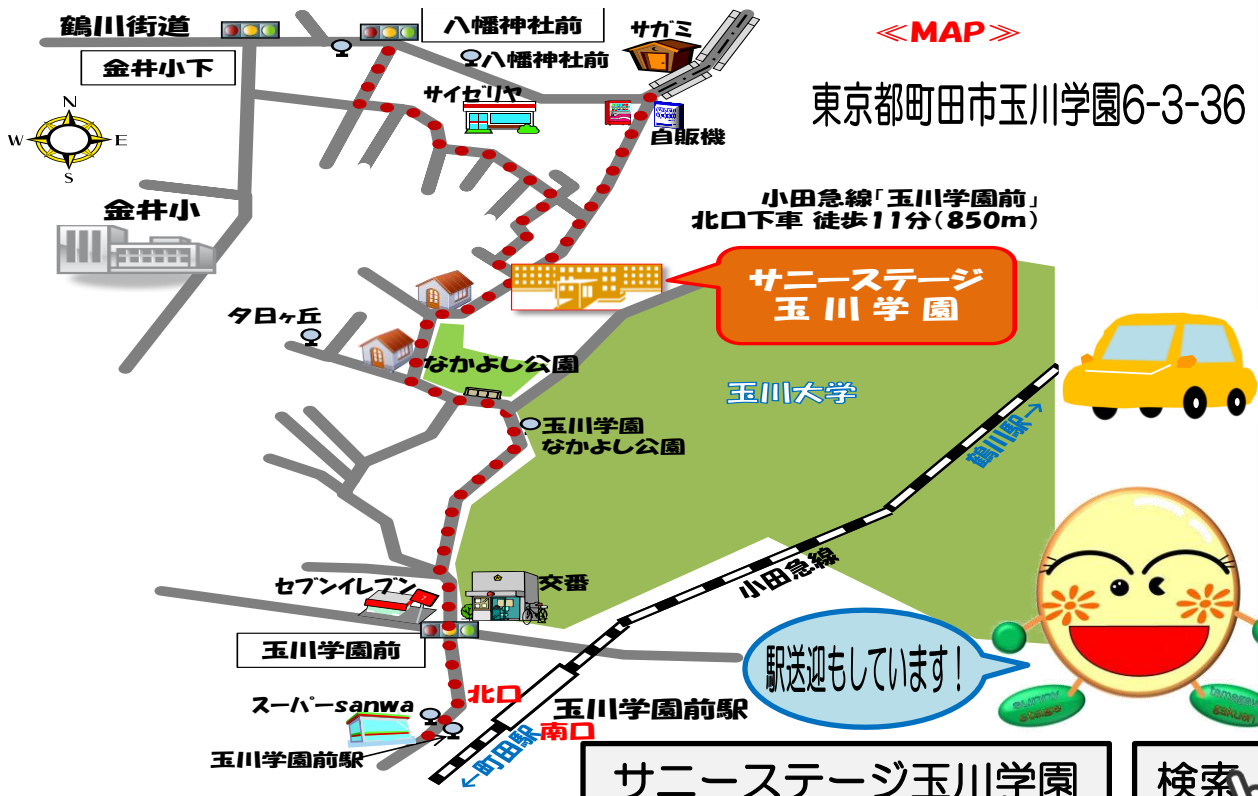 鶴川街道
八幡神社前
サガミ
≪MAP≫
金井小下
八幡神社前
サイゼリヤ
東京都町田市玉川学園6-3-36
自販機
N
W
E
S
金井小
小田急線「玉川学園前」
北口下車 徒歩11分(850m)
サニーステージ
玉川学園
夕日ヶ丘
なかよし公園
玉川大学
玉川学園
なかよし公園
鶴川駅→
小田急線
セブンイレブン
7
交番
玉川学園前
駅送迎もしています!
sunny
stage
tamagawa
gakuen
スーパーsanwa
北口
玉川学園前駅
南口
玉川学園前駅
←町田駅
サニーステージ玉川学園
検索